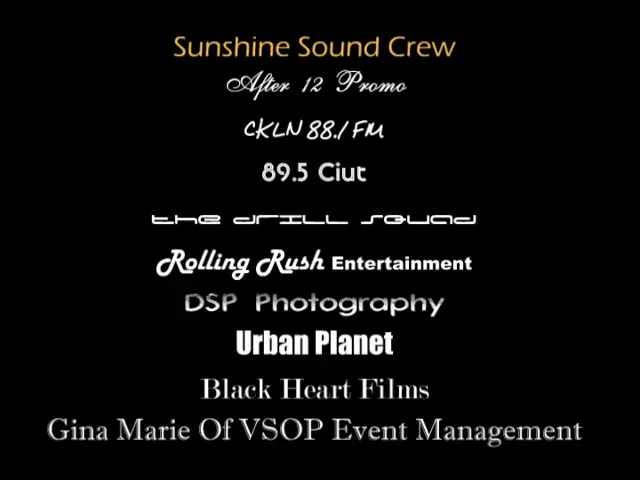 Sunshine Sound Crew
After 12 Promo
CKLN 88.1 FM
89.5 Ciut
the drill squad
Rolling Rush Entertainment
DSP Photography
Urban Planet
Black Heart Films
Gina Marie Of VSOP Event Management